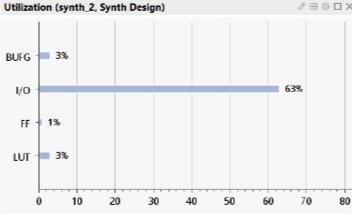 Utilization (synth_2, Synth Design)
BUFG 3%
I/O 63%
FF 1%
LUT 3%
0 10 20 30 40 50 60 70 80